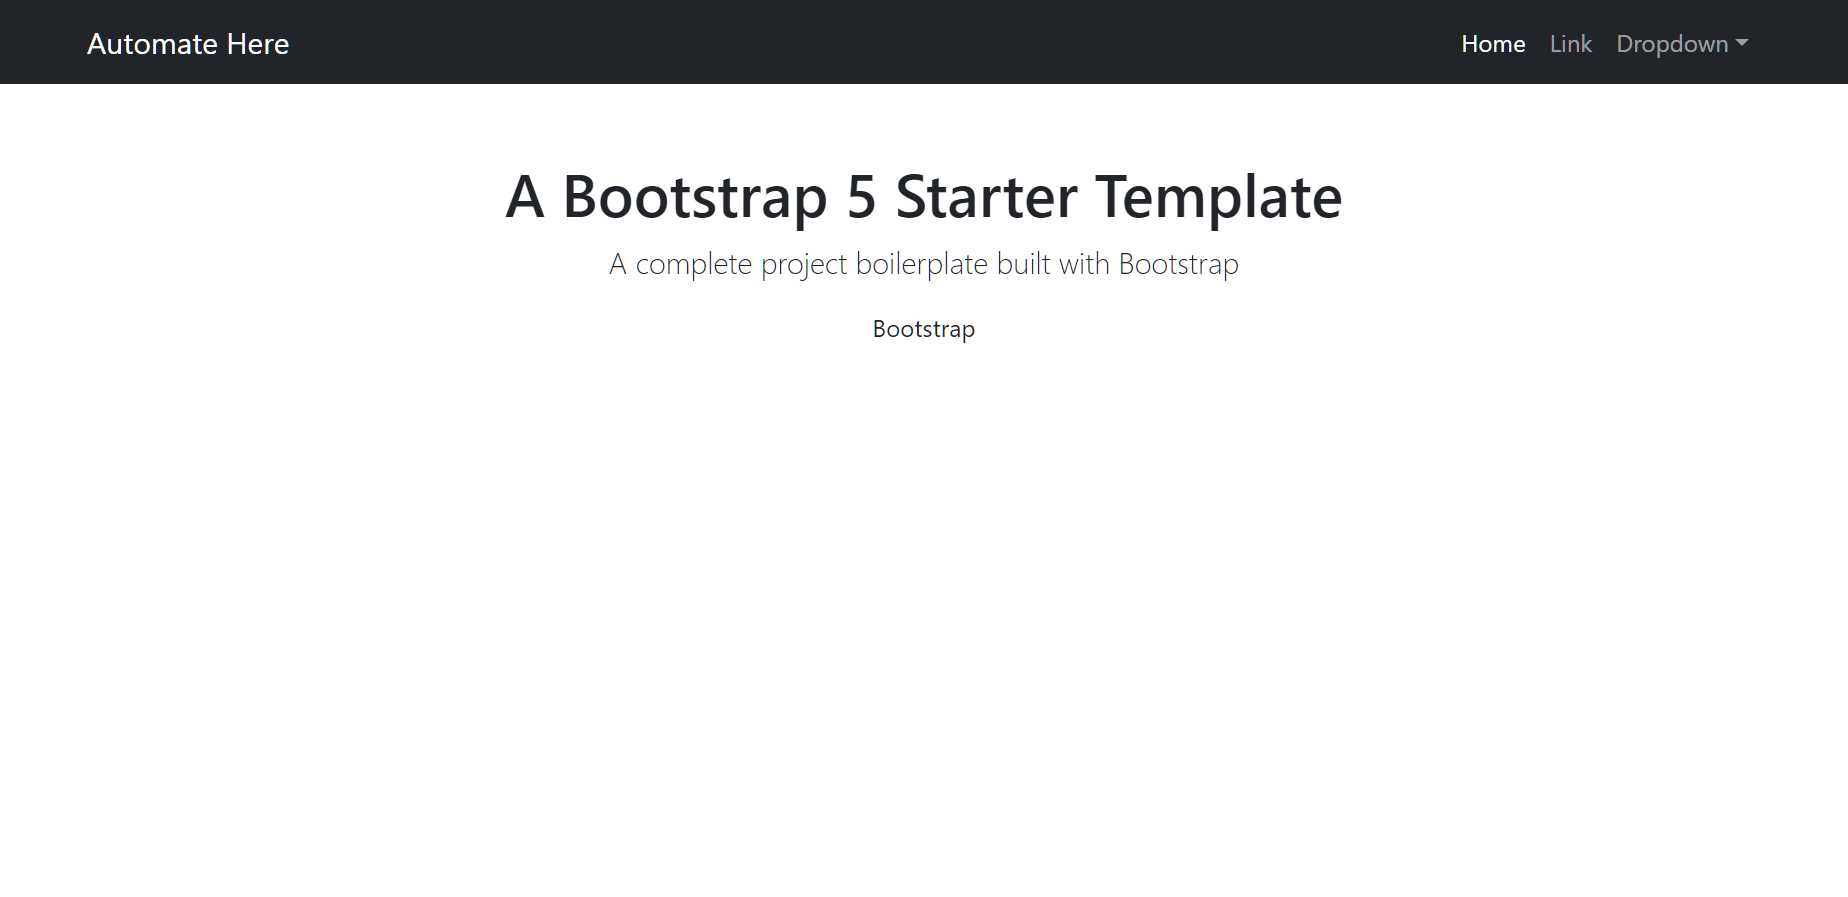 Automate Here
Home Link Dropdown
A Bootstrap 5 Starter Template
A complete project boilerplate built with Bootstrap
Bootstrap